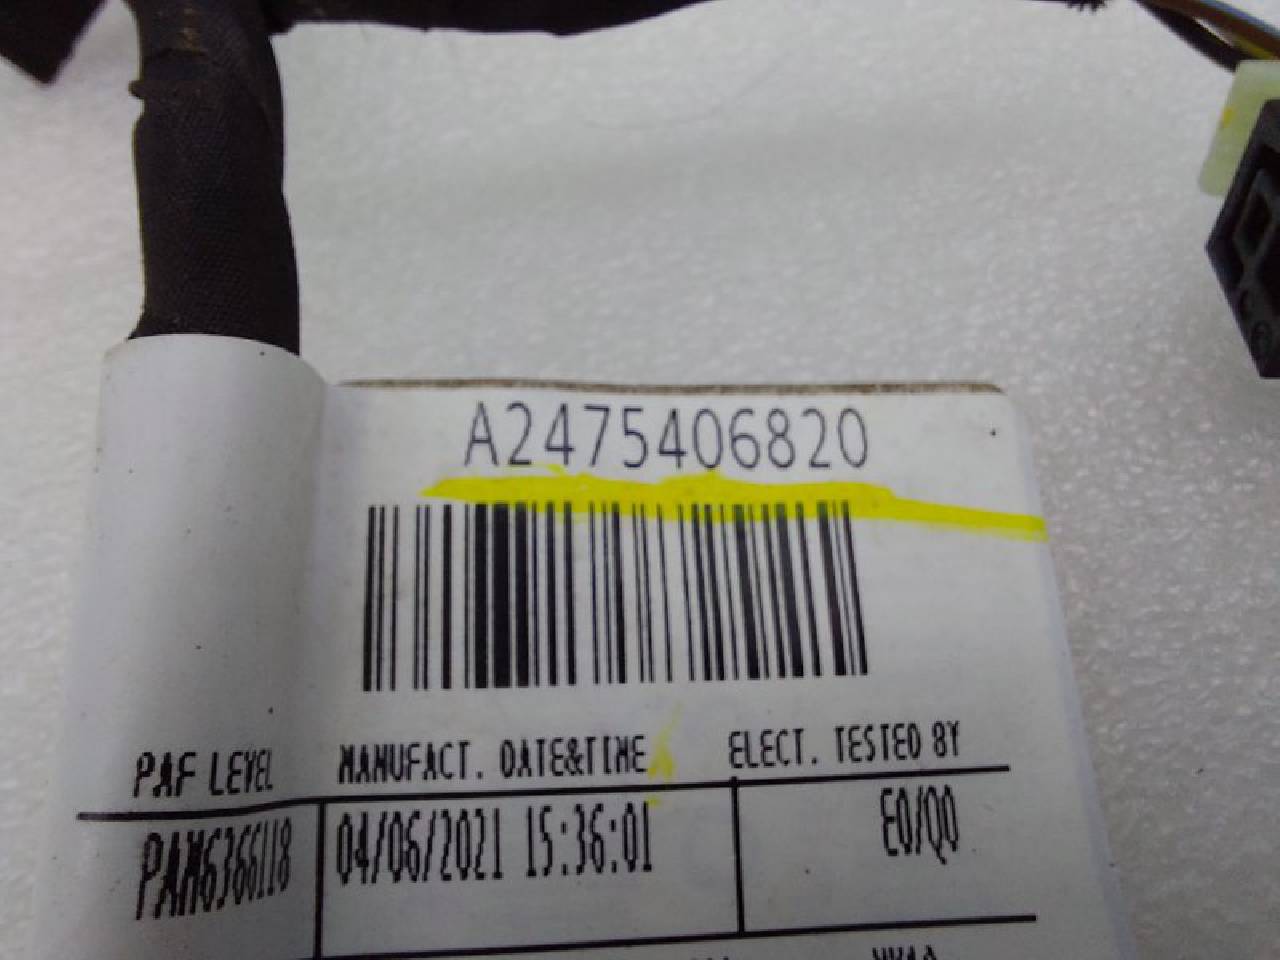 A2475406820
PAF LEVEL MANUFACT. DATE&TIME ELECT. TESTED BY
PAM6366118 04/06/2021 15:36:01 E0/Q0